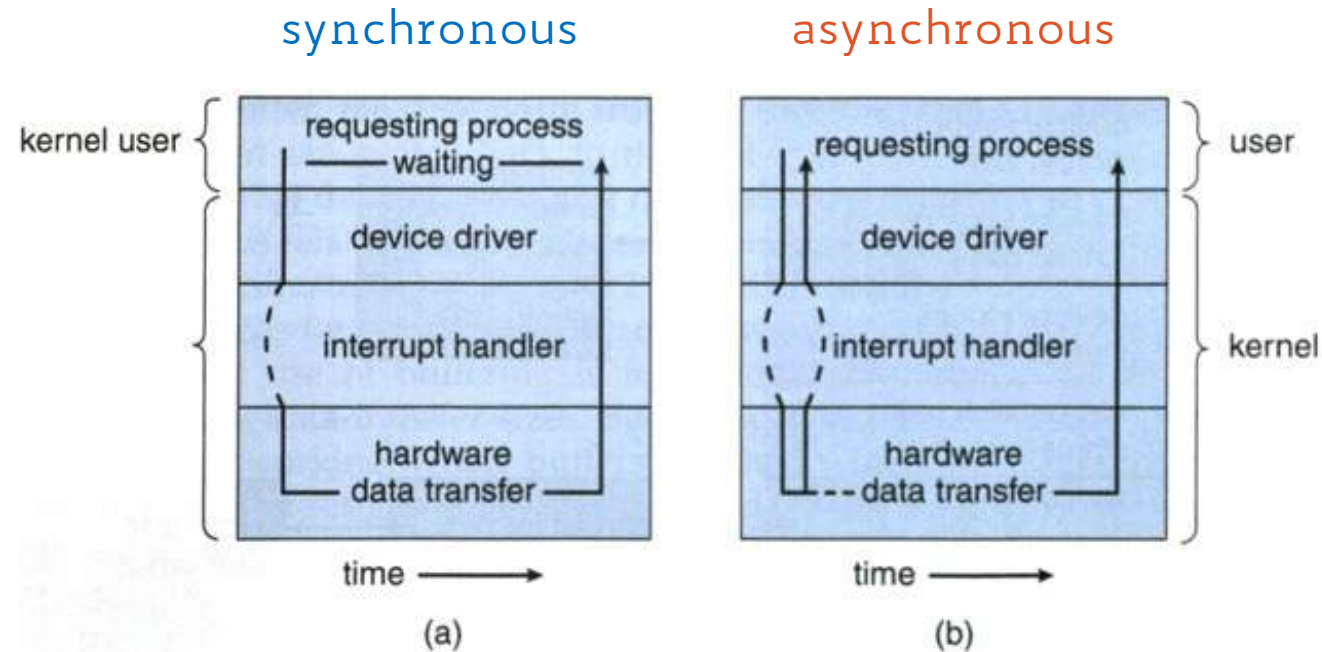 synchronous
asynchronous
kernel user
requesting process
waiting
device driver
interrupt handler
hardware
data transfer
time
(a)
requesting process
user
device driver
interrupt handler
kernel
hardware
data transfer
time
(b)